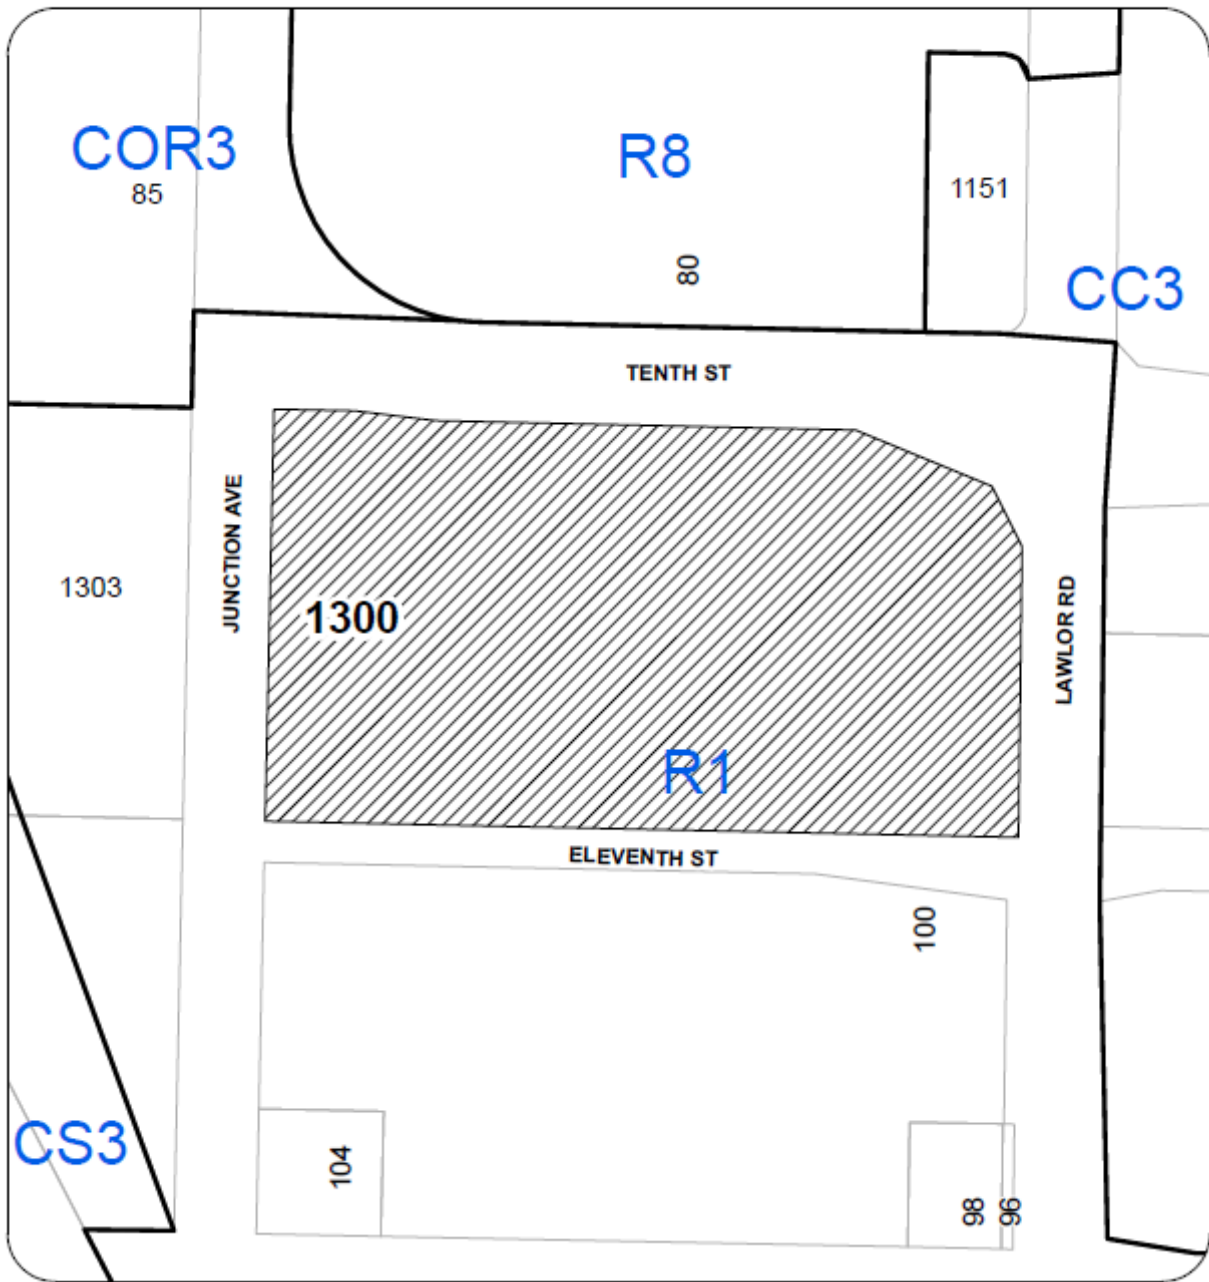 COR3
85
R8
80
1151
CC3
TENTH ST
JUNCTION AVE
1303
1300
LAWLOR RD
R1
ELEVENTH ST
100
CS3
104
98
96